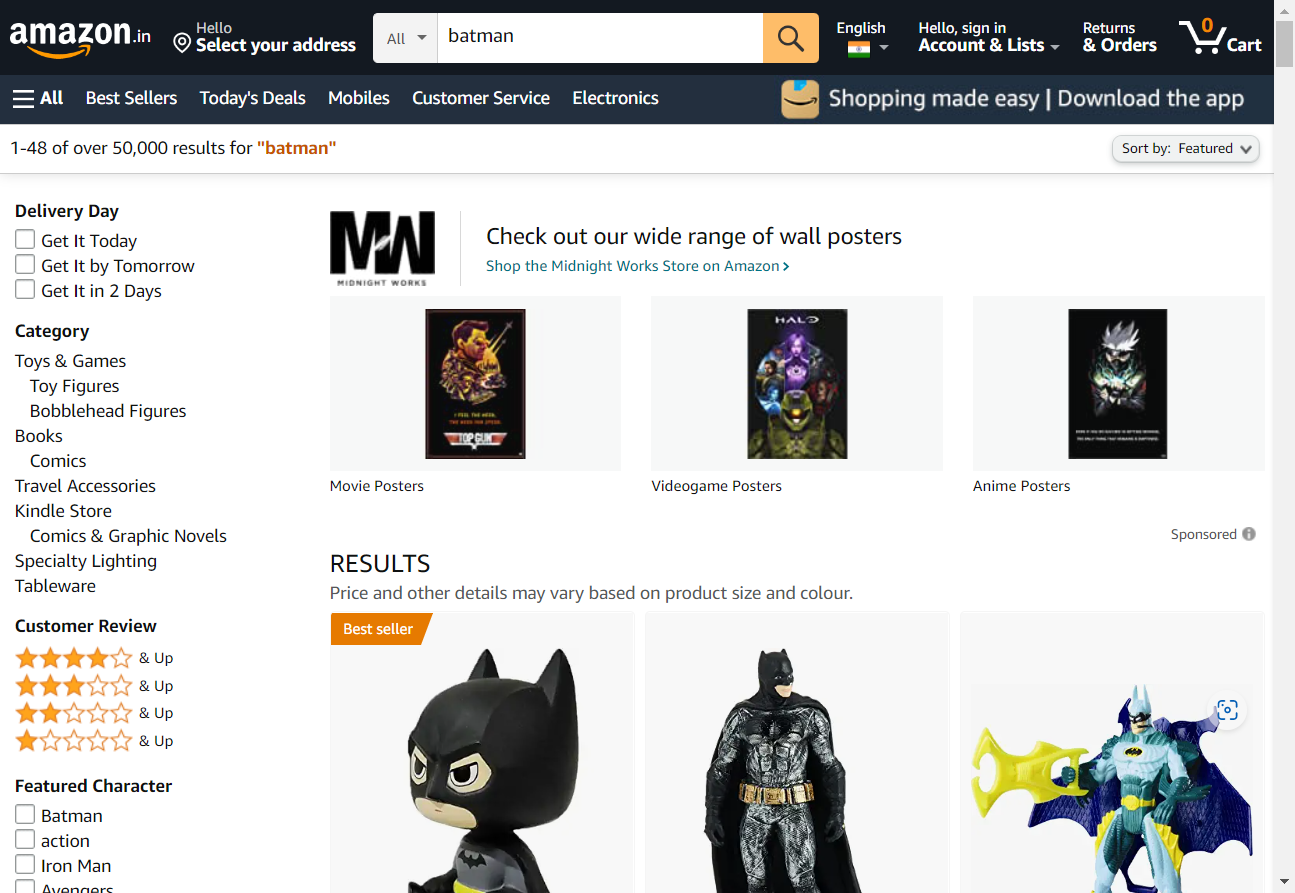 amazon.in
Hello
Select your address
All
batman
English
Hello, sign in
Account & Lists
Returns
& Orders
0
Cart
All
Best Sellers
Today's Deals
Mobiles
Customer Service
Electronics
Shopping made easy | Download the app
1-48 of over 50,000 results for "batman"
Sort by: Featured
Delivery Day
Get It Today
Get It by Tomorrow
Get It in 2 Days
Category
Toys & Games
Toy Figures
Bobblehead Figures
Books
Comics
Travel Accessories
Kindle Store
Comics & Graphic Novels
Specialty Lighting
Tableware
Customer Review
& Up
& Up
& Up
& Up
Featured Character
Batman
action
Iron Man
Avengers
MW
MIDNIGHT WORKS
Check out our wide range of wall posters
Shop the Midnight Works Store on Amazon
I FEEL THE NEED,
THE NEED FOR SPEED.
TOP GUN
HALO
Movie Posters
Videogame Posters
Anime Posters
Sponsored
RESULTS
Price and other details may vary based on product size and colour.
Best seller